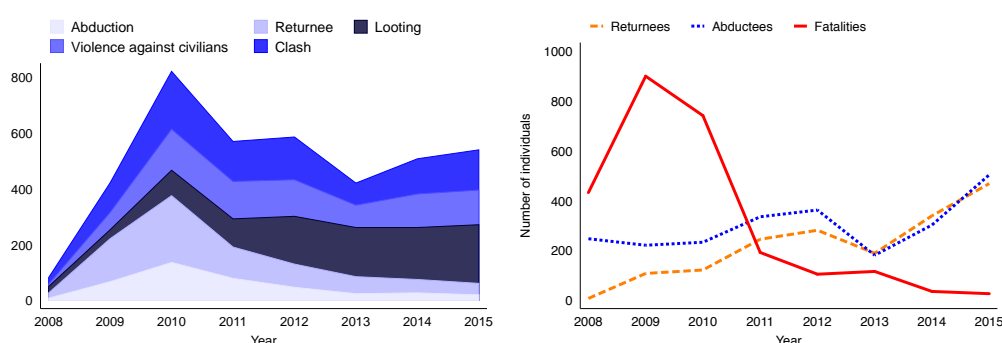 Abduction Returnee Looting
Violence against civilians Clash
800
600
400
200
0
2008 2009 2010 2011 2012 2013 2014 2015
Year
Returnees Abductees Fatalities
1000
800
600
400
200
0
Number of individuals
2008 2009 2010 2011 2012 2013 2014 2015
Year